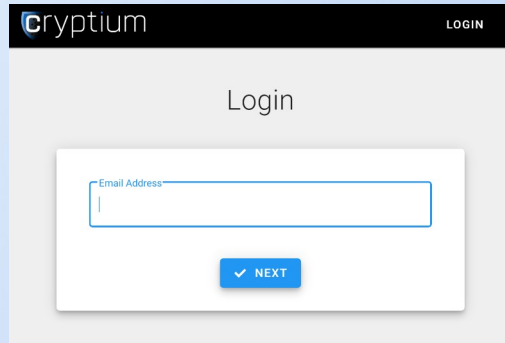 cryptium
LOGIN
Login
Email Address
NEXT